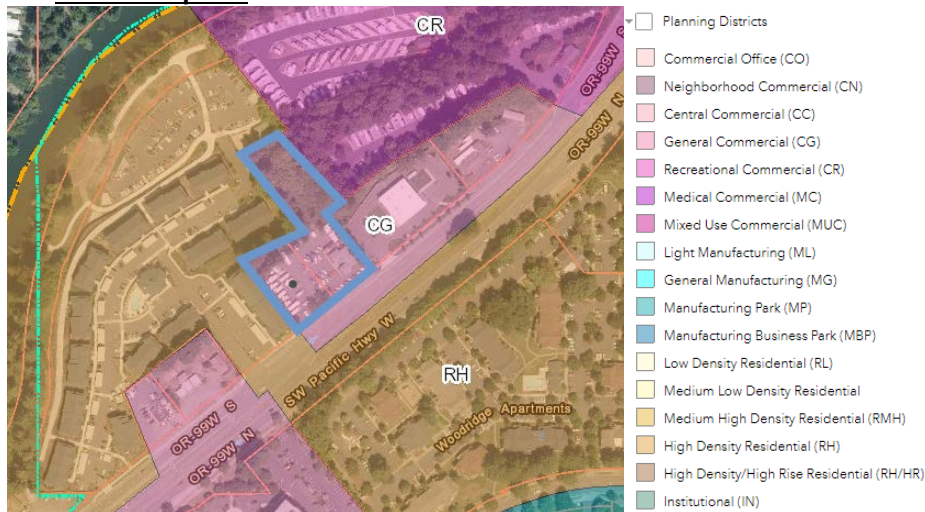 CR
OR-99W S
OR-99W N
CG
SW Pacific Hwy W
RH
Woodridge Apartments
OR-99W S
OR-99W N
Planning Districts
Commercial Office (CO)
Neighborhood Commercial (CN)
Central Commercial (CC)
General Commercial (CG)
Recreational Commercial (CR)
Medical Commercial (MC)
Mixed Use Commercial (MUC)
Light Manufacturing (ML)
General Manufacturing (MG)
Manufacturing Park (MP)
Manufacturing Business Park (MBP)
Low Density Residential (RL)
Medium Low Density Residential
Medium High Density Residential (RMH)
High Density Residential (RH)
High Density/High Rise Residential (RH/HR)
Institutional (IN)